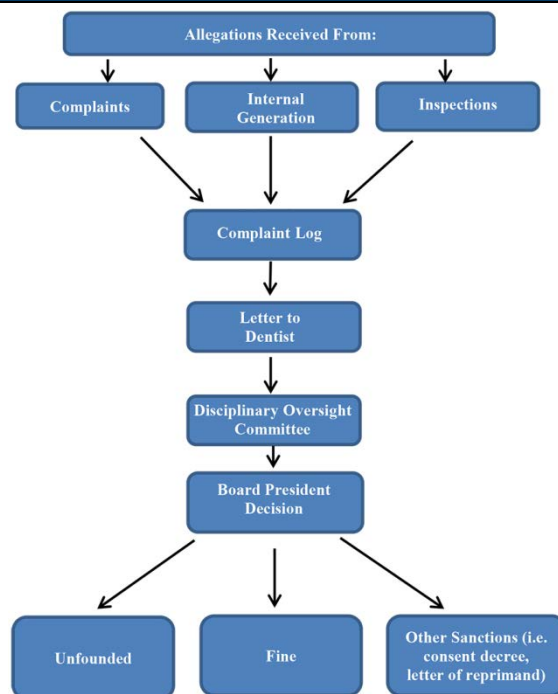 Allegations Received From:
Complaints
Internal
Generation
Inspections
Complaint Log
Letter to
Dentist
Disciplinary Oversight
Committee
Board President
Decision
Unfounded
Fine
Other Sanctions (i.e.
consent decree,
letter of reprimand)